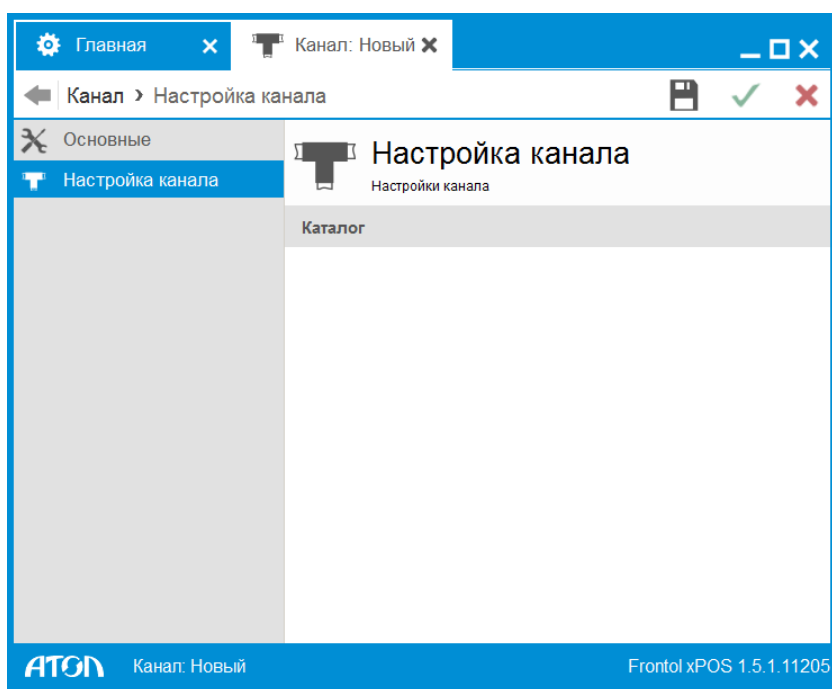 Главная
Канал: Новый
Канал › Настройка канала
Основные
Настройка канала
Настройка канала
Настройки канала
Каталог
АТОЛ Канал: Новый Frontol xPOS 1.5.1.11205